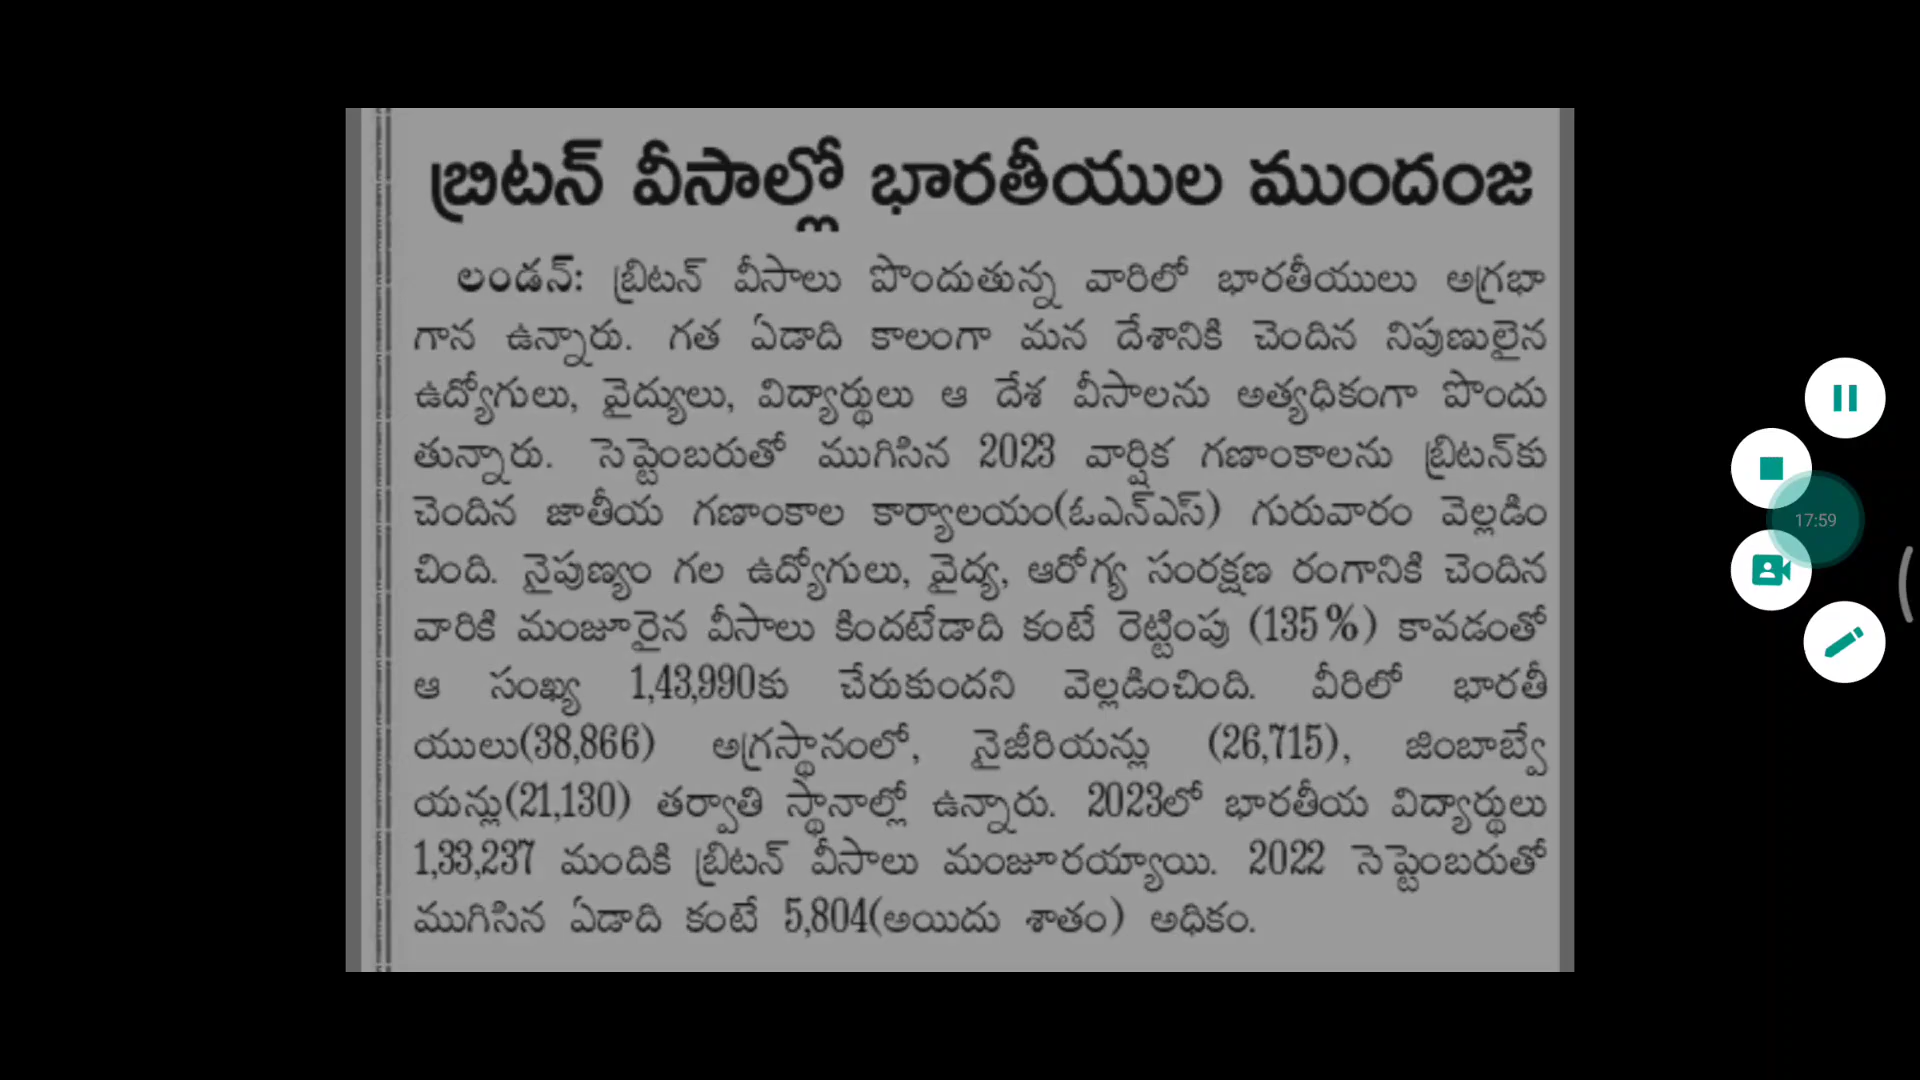 బ్రిటన్ వీసాల్లో భారతీయుల ముందంజ
లండన్: బ్రిటన్ వీసాలు పొందుతున్న వారిలో భారతీయులు అగ్రభా
గాన ఉన్నారు. గత ఏడాది కాలంగా మన దేశానికి చెందిన నిపుణులైన
ఉద్యోగులు, వైద్యులు, విద్యార్థులు ఆ దేశ వీసాలను అత్యధికంగా పొందు
తున్నారు. సెప్టెంబరుతో ముగిసిన 2023 వార్షిక గణాంకాలను బ్రిటన్‌కు
చెందిన జాతీయ గణాంకాల కార్యాలయం(ఓఎన్ఎస్) గురువారం వెల్లడిం
చింది. నైపుణ్యం గల ఉద్యోగులు, వైద్య, ఆరోగ్య సంరక్షణ రంగానికి చెందిన
వారికి మంజూరైన వీసాలు కిందటేడాది కంటే రెట్టింపు (135%) కావడంతో
ఆ సంఖ్య 1,43,990కు చేరుకుందని వెల్లడించింది. వీరిలో భారతీ
యులు(38,866) అగ్రస్థానంలో, నైజీరియన్లు (26,715), జింబాబ్వే
యన్లు(21,130) తర్వాతి స్థానాల్లో ఉన్నారు. 2023లో భారతీయ విద్యార్థులు
1,33,237 మందికి బ్రిటన్ వీసాలు మంజూరయ్యాయి. 2022 సెప్టెంబరుతో
ముగిసిన ఏడాది కంటే 5,804(అయిదు శాతం) అధికం.
17:59